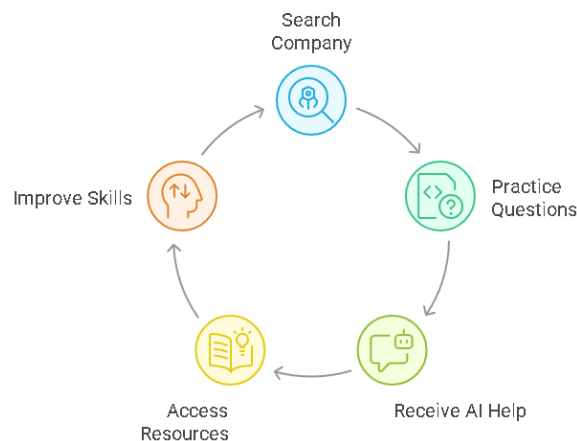 Search
Company
Practice
Questions
Receive AI Help
Access
Resources
Improve Skills